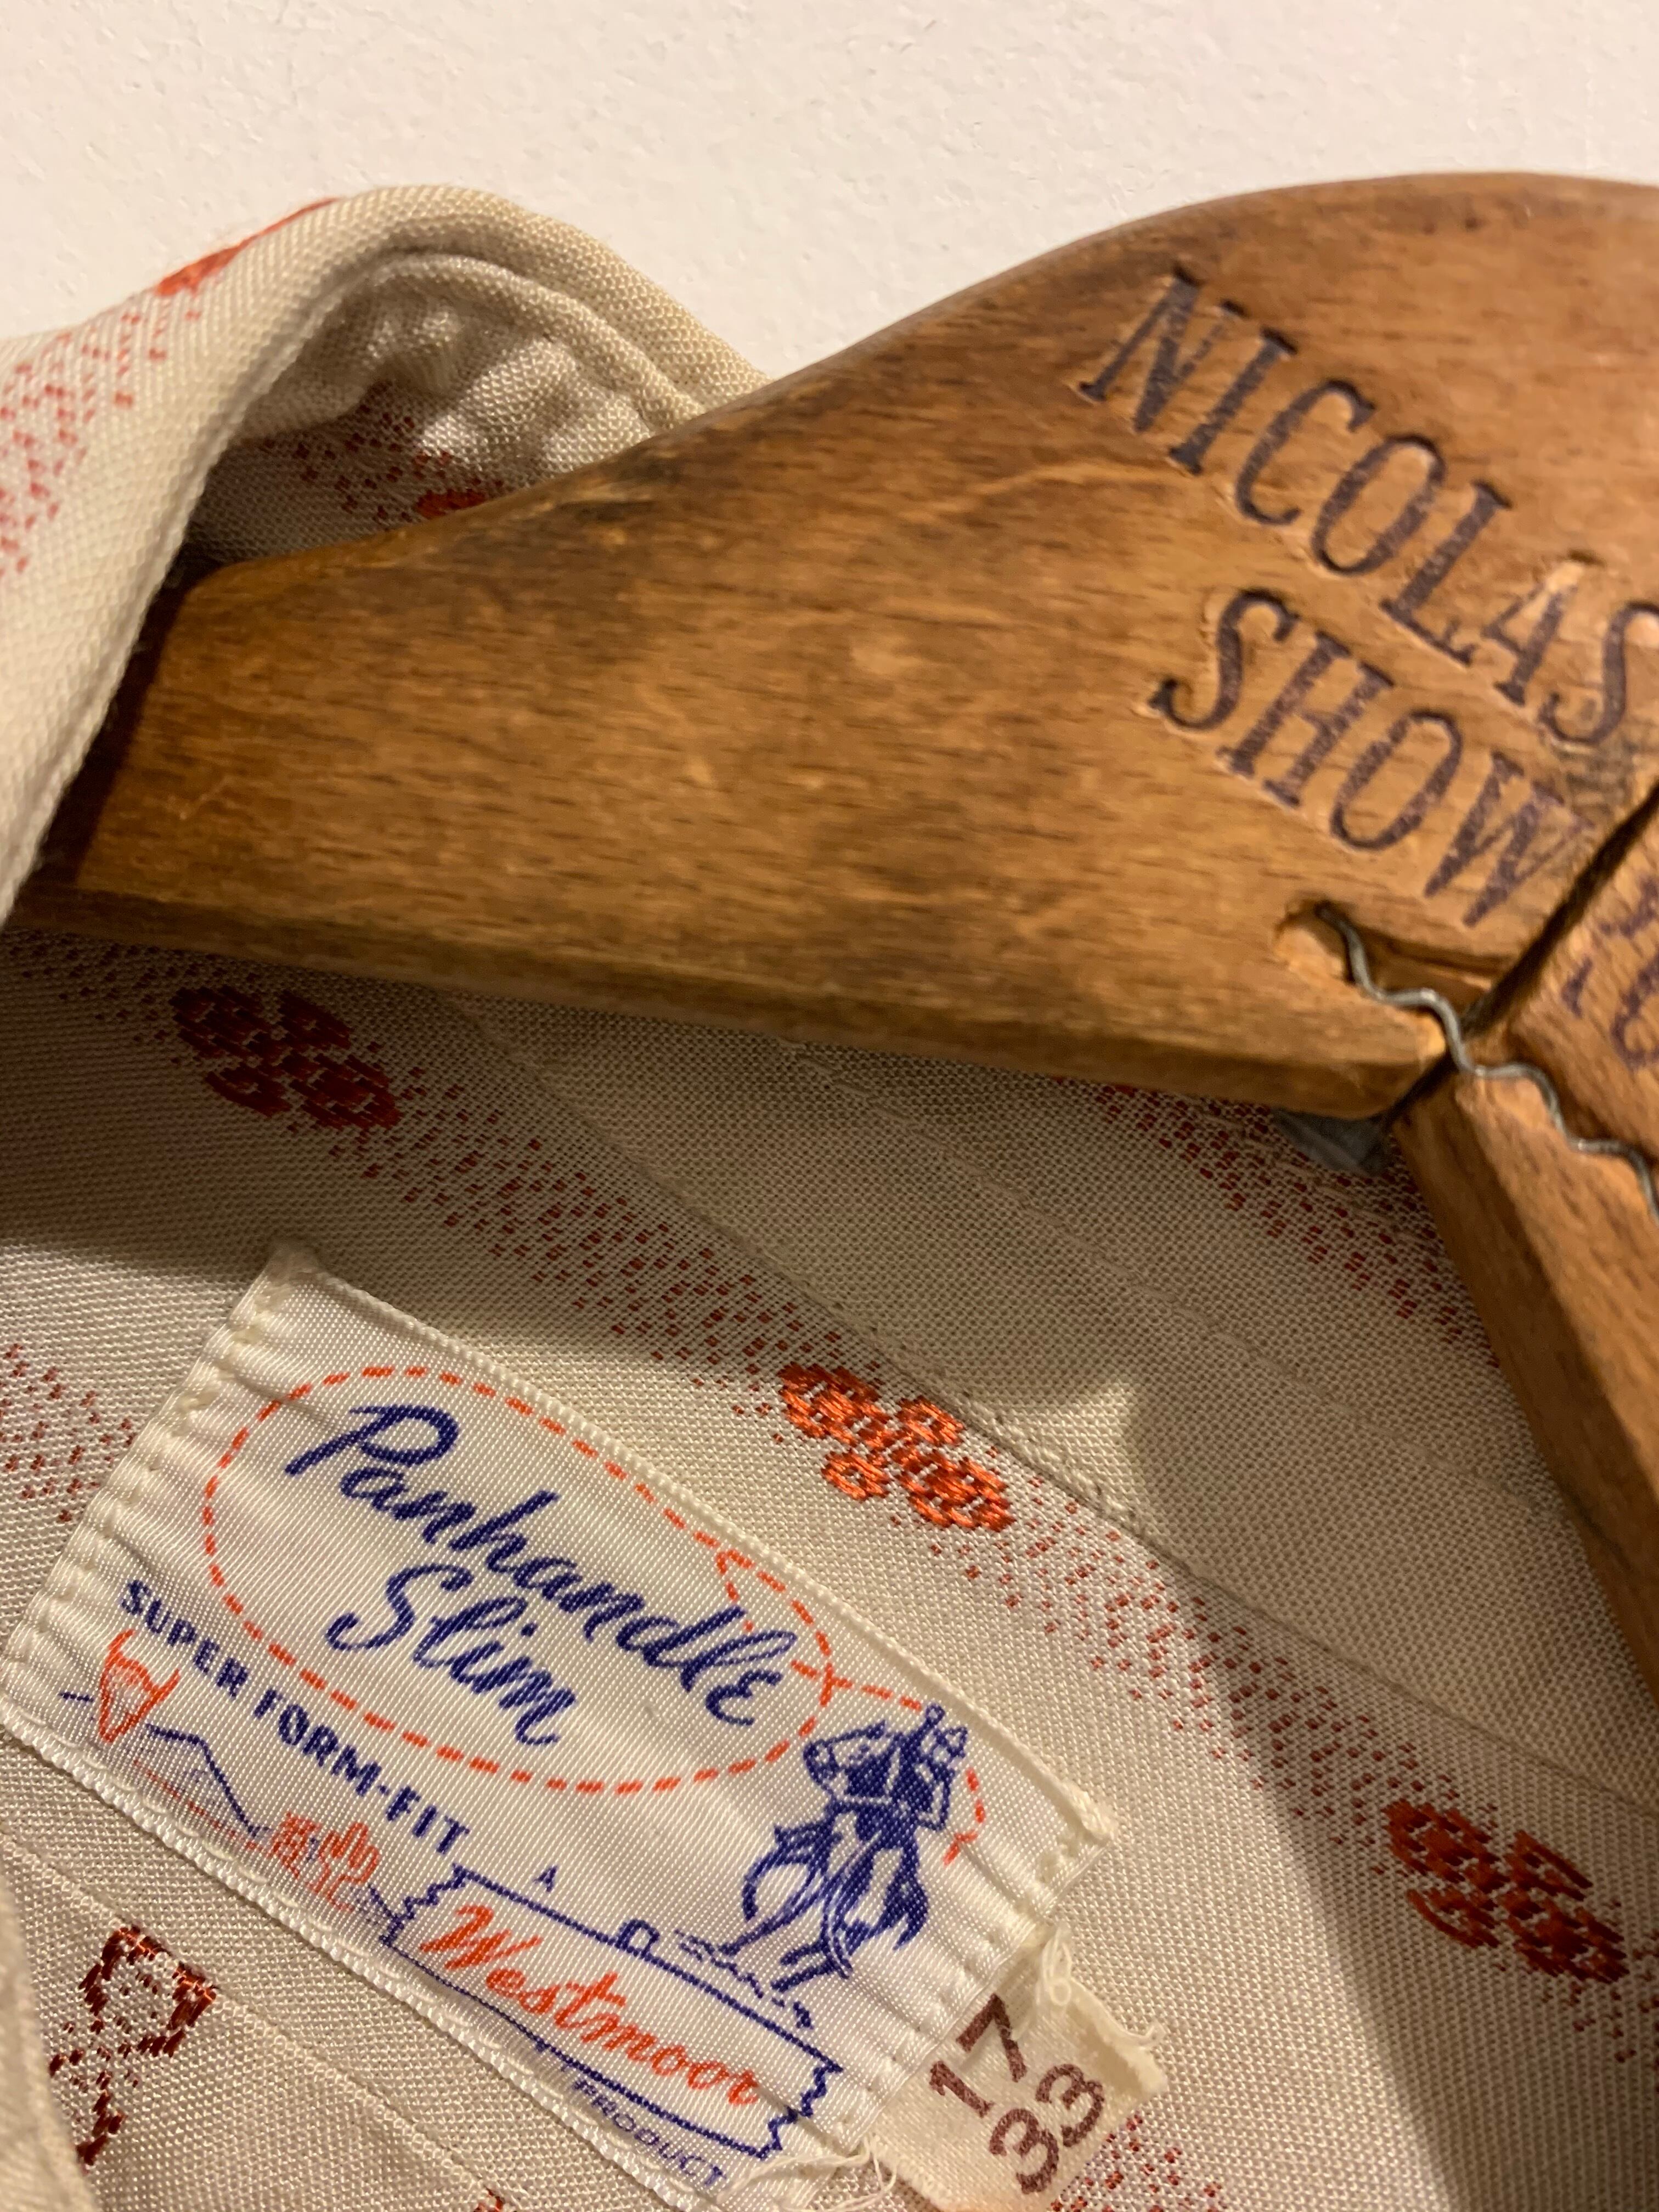 NICOLAS
SHOW
Panhandle
Slim
SUPER FORM-FIT
A
Westmoor
PRODUCT
17
33